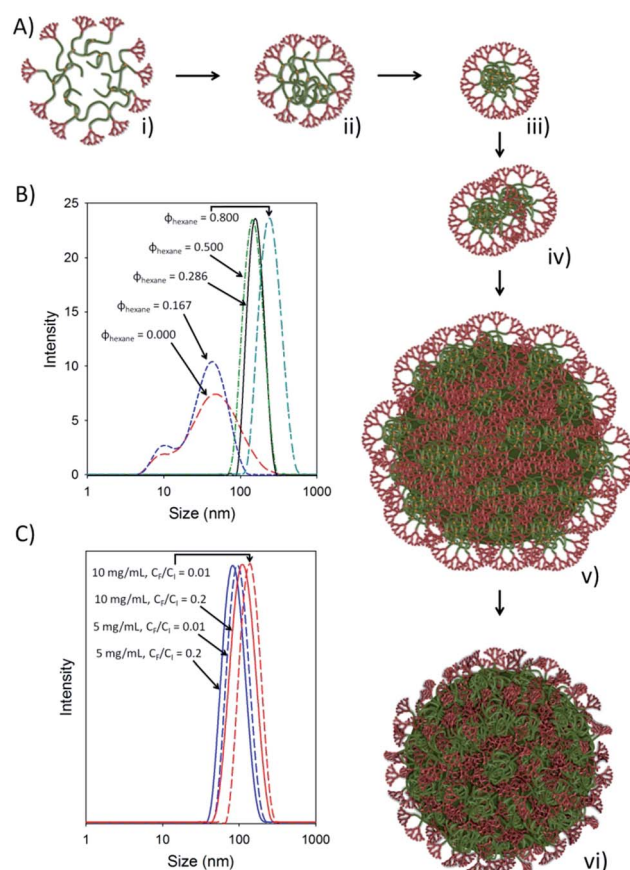 A)
i)
ii)
iii)
iv)
v)
vi)
B)
25
20
15
10
5
0
Intensity
ϕhexane = 0.800
ϕhexane = 0.500
ϕhexane = 0.286
ϕhexane = 0.167
ϕhexane = 0.000
1 10 100 1000
Size (nm)
C)
Intensity
10 mg/mL, CF/CI = 0.01
10 mg/mL, CF/CI = 0.2
5 mg/mL, CF/CI = 0.01
5 mg/mL, CF/CI = 0.2
1 10 100 1000
Size (nm)